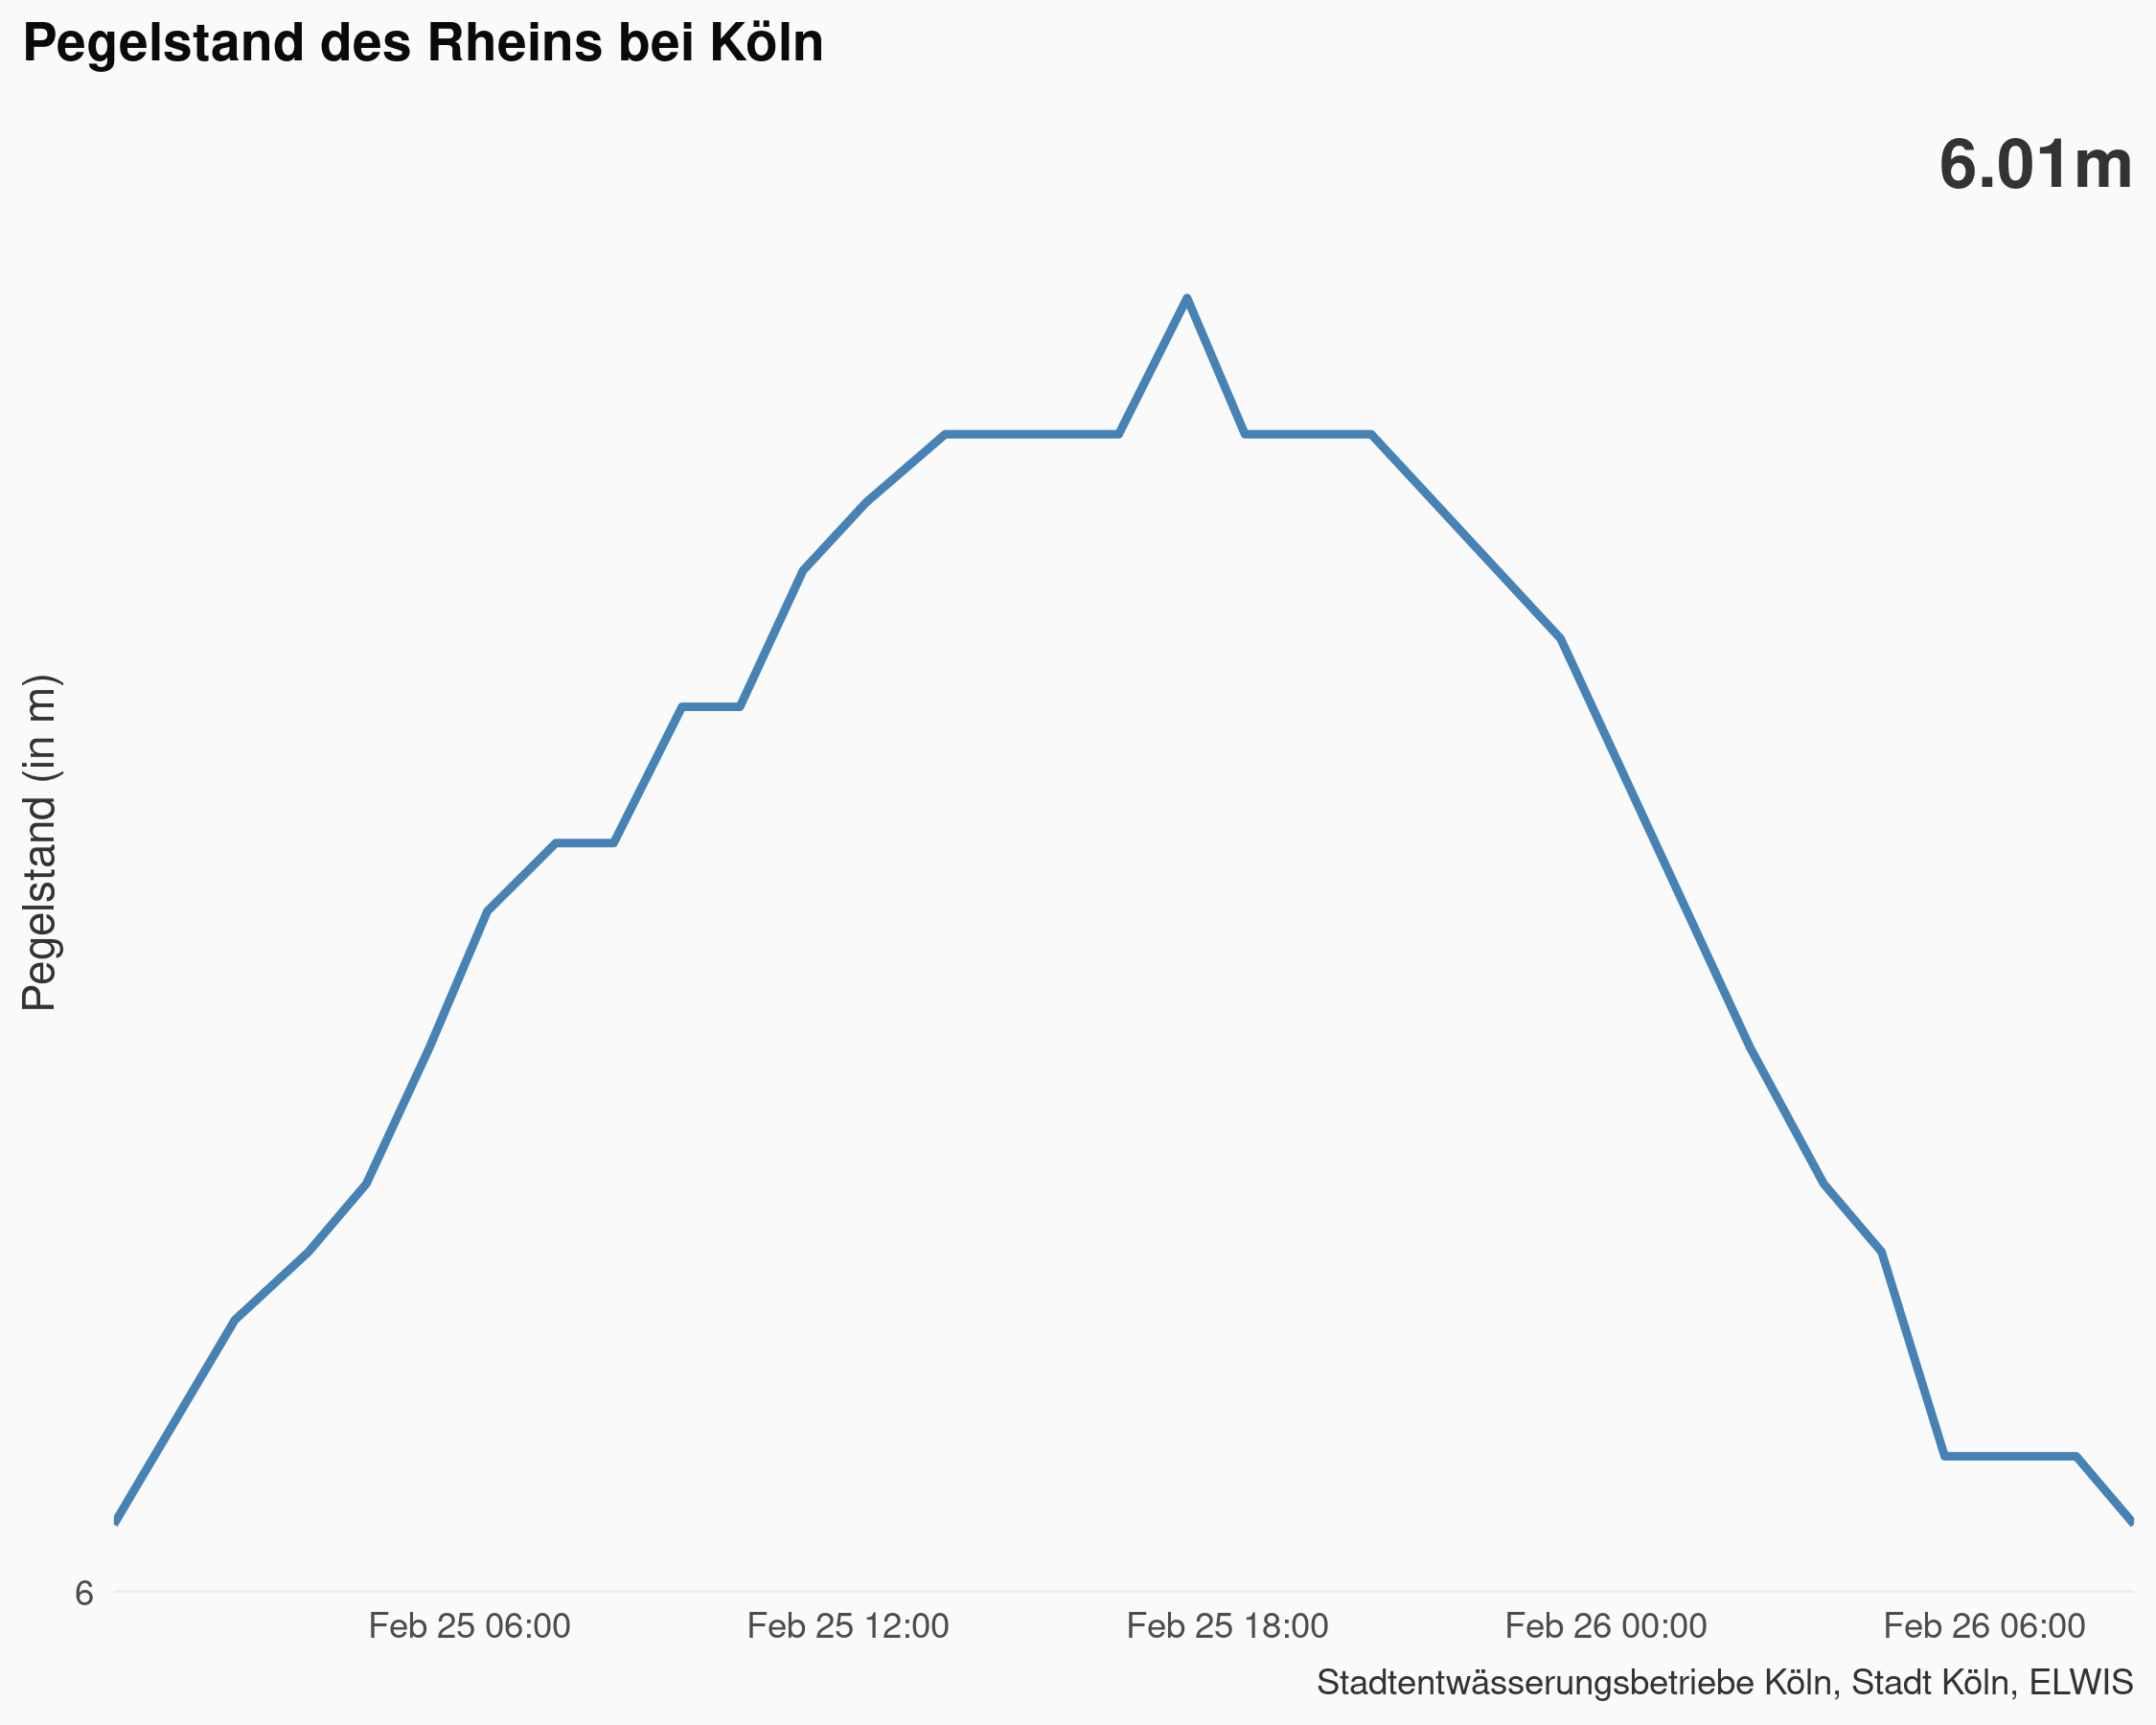 Pegelstand des Rheins bei Köln
6.01m
Pegelstand (in m)
6
Feb 25 06:00
Feb 25 12:00
Feb 25 18:00
Feb 26 00:00
Feb 26 06:00
Stadtentwässerungsbetriebe Köln, Stadt Köln, ELWIS